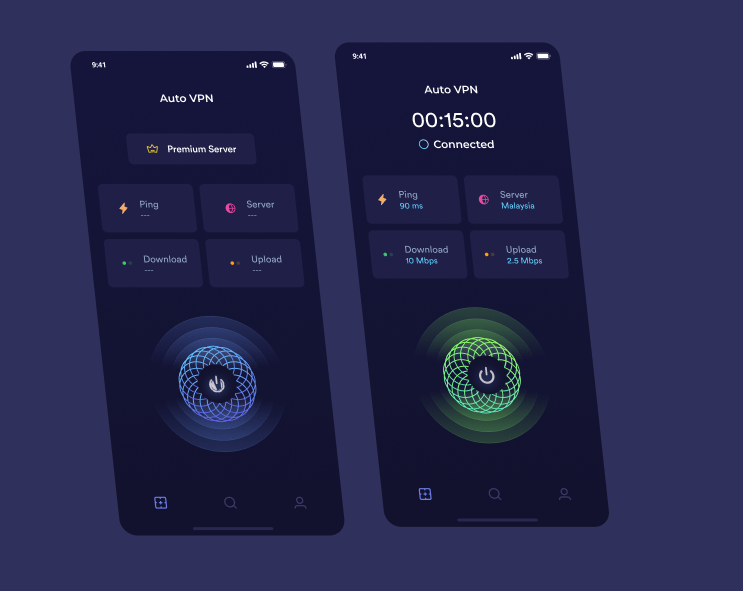 9:41
Auto VPN
Premium Server
Ping
---
Server
---
Download
---
Upload
---
9:41
Auto VPN
00:15:00
Connected
Ping
90 ms
Server
Malaysia
Download
10 Mbps
Upload
2.5 Mbps